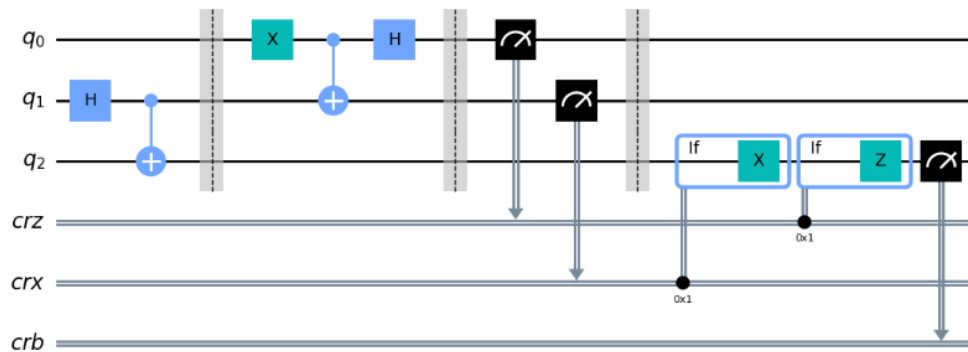 q0 X H
q1 H
q2 If X If Z
crz 0x1
crx 0x1
crb